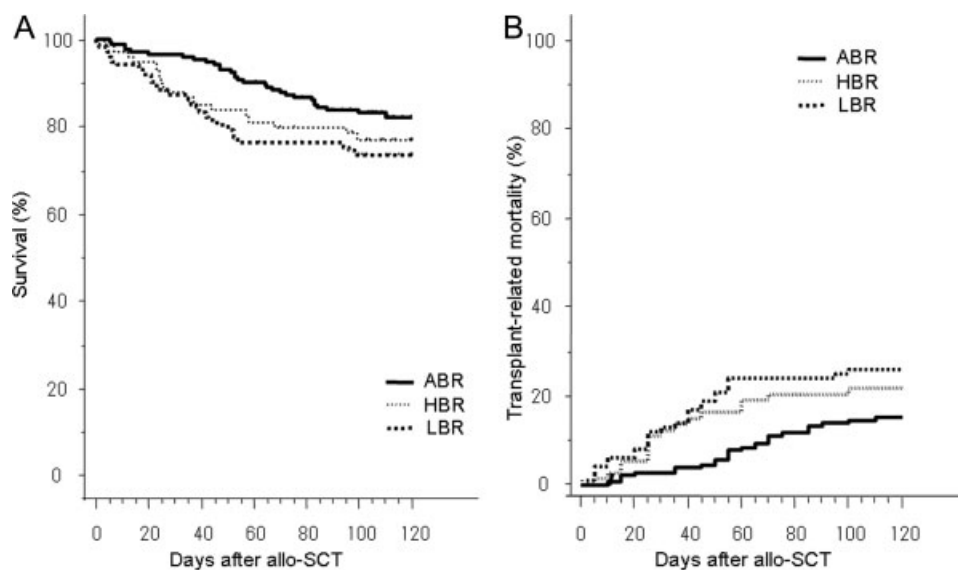 A
100
80
60
40
20
0
Survival (%)
ABR
HBR
LBR
0 20 40 60 80 100 120
Days after allo-SCT
B
100
80
60
40
20
0
Transplant-related mortality (%)
ABR
HBR
LBR
0 20 40 60 80 100 120
Days after allo-SCT